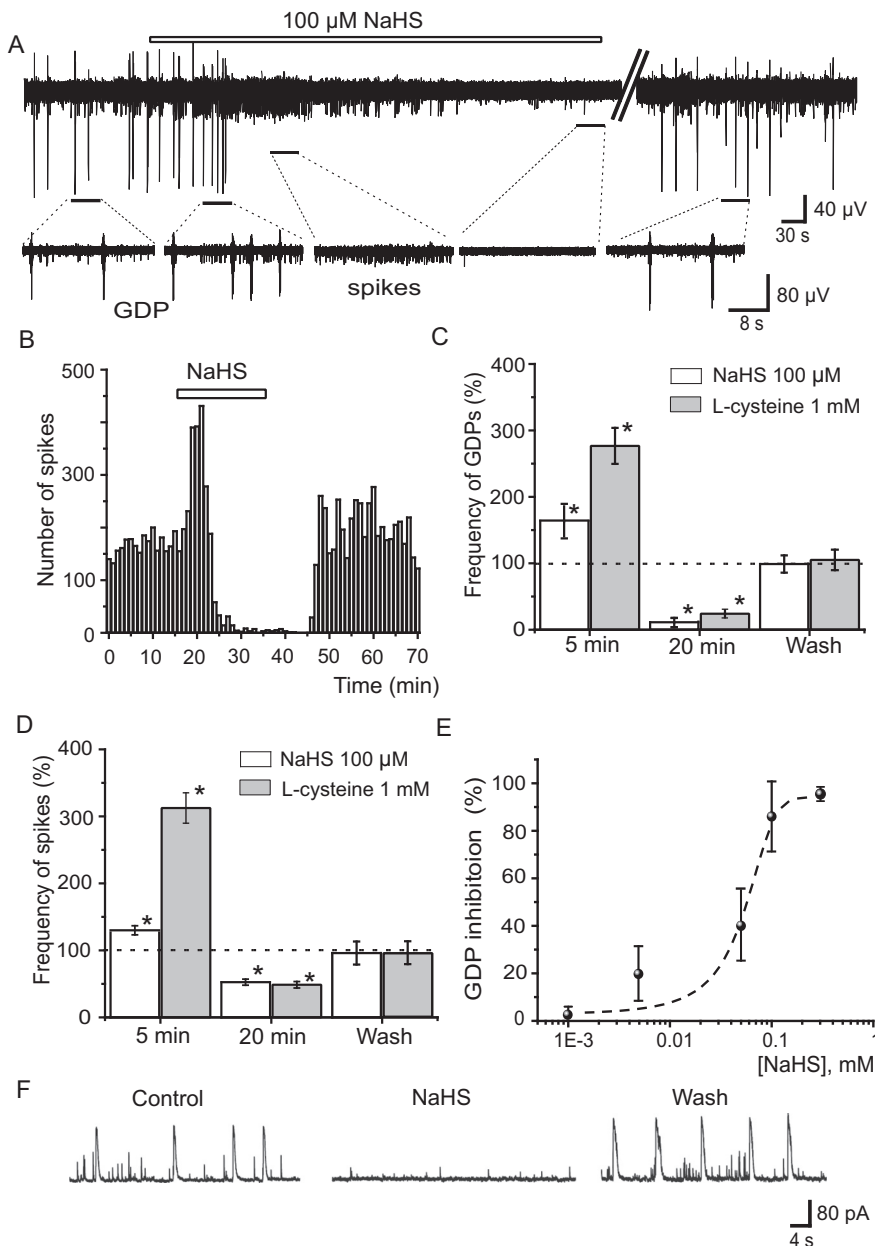 A
100 µM NaHS
40 µV
30 s
GDP
spikes
80 µV
8 s
B
NaHS
500
300
100
0
Number of spikes
0 10 20 30 40 50 60 70
Time (min)
C
400
300
200
100
0
Frequency of GDPs (%)
NaHS 100 µM
L-cysteine 1 mM
* * * *
5 min 20 min Wash
D
400
300
200
100
0
Frequency of spikes (%)
NaHS 100 µM
L-cysteine 1 mM
* * * *
5 min 20 min Wash
E
100
80
60
40
20
0
GDP inhibitoion (%)
1E-3 0.01 0.1 1
[NaHS], mM
F
Control NaHS Wash
80 pA
4 s